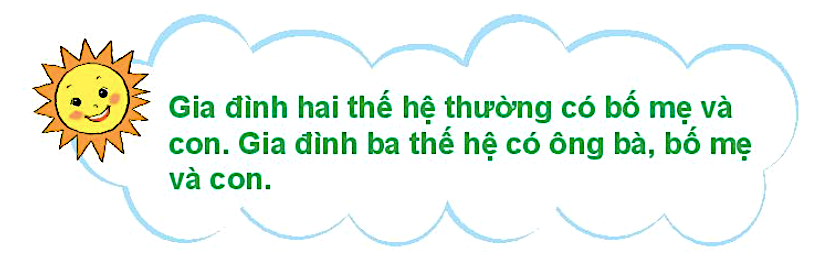 Gia đình hai thế hệ thường có bố mẹ và
con. Gia đình ba thế hệ có ông bà, bố mẹ
và con.